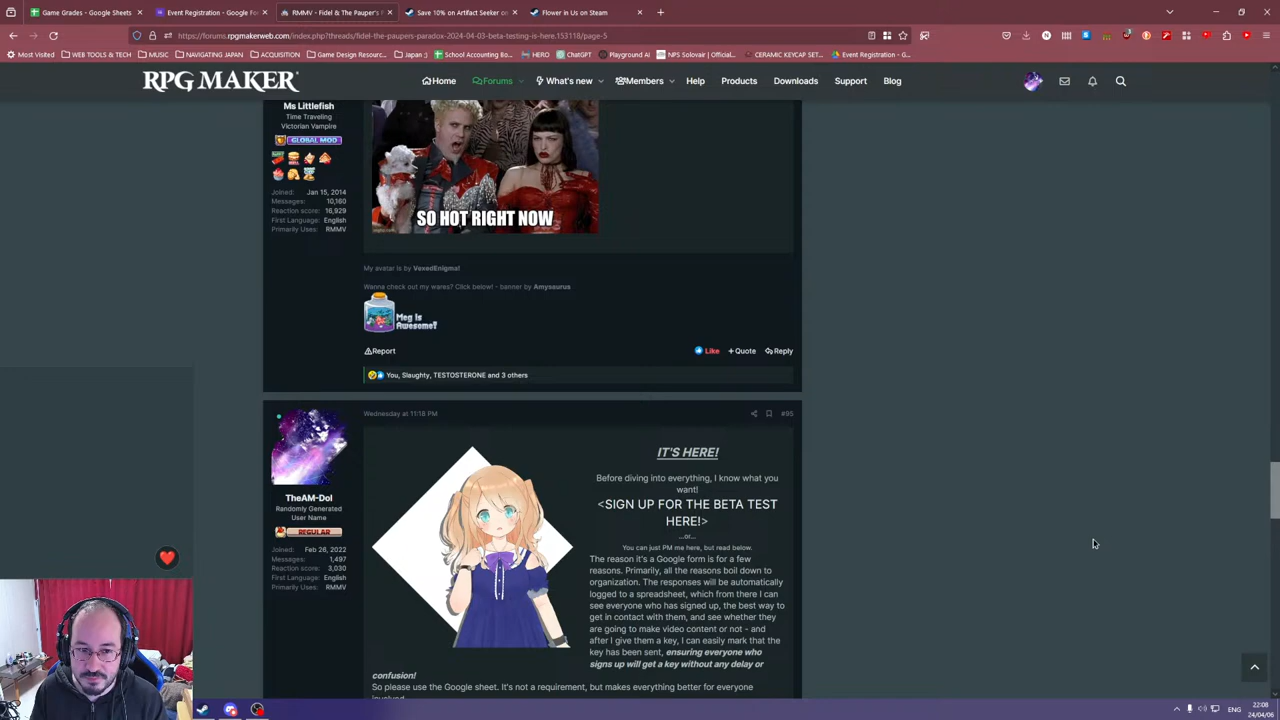 Game Grades - Google Sheets
Event Registration - Google Fo
RMMV - Fidel & The Pauper's P
Save 10% on Artifact Seeker on
Flower in Us on Steam
https://forums.rpgmakerweb.com/index.php?threads/fidel-the-paupers-paradox-2024-04-03-beta-testing-is-here.153118/page-5
Most Visited
WEB TOOLS & TECH
MUSIC
NAVIGATING JAPAN
ACQUISITION
Game Design Resourc...
Japan ;)
School Accounting Bo...
HERO
ChatGPT
Playground AI
NPS Solovair | Official...
CERAMIC KEYCAP SET...
Event Registration - G...
RPG MAKER
Home
Forums
What's new
Members
Help
Products
Downloads
Support
Blog
Ms Littlefish
Time Traveling
Victorian Vampire
GLOBAL MOD
Joined: Jan 15, 2014
Messages: 10,160
Reaction score: 16,929
First Language: English
Primarily Uses: RMMV
SO HOT RIGHT NOW
My avatar is by VexedEnigma!
Wanna check out my wares? Click below! - banner by Amysaurus
Meg is
Awesome!
Report
Like
+ Quote
Reply
You, Slaughty, TESTOSTERONE and 3 others
Wednesday at 11:18 PM
#95
TheAM-Dol
Randomly Generated
User Name
REGULAR
Joined: Feb 26, 2022
Messages: 1,497
Reaction score: 3,030
First Language: English
Primarily Uses: RMMV
IT'S HERE!
Before diving into everything, I know what you
want!
<SIGN UP FOR THE BETA TEST
HERE!>
...or...
You can just PM me here, but read below.
The reason it's a Google form is for a few
reasons. Primarily, all the reasons boil down to
organization. The responses will be automatically
logged to a spreadsheet, which from there I can
see everyone who has signed up, the best way to
get in contact with them, and see whether they
are going to make video content or not - and
after I give them a key, I can easily mark that the
key has been sent, ensuring everyone who
signs up will get a key without any delay or
confusion!
So please use the Google sheet. It's not a requirement, but makes everything better for everyone
involved.
ENG
22:08
24/04/06